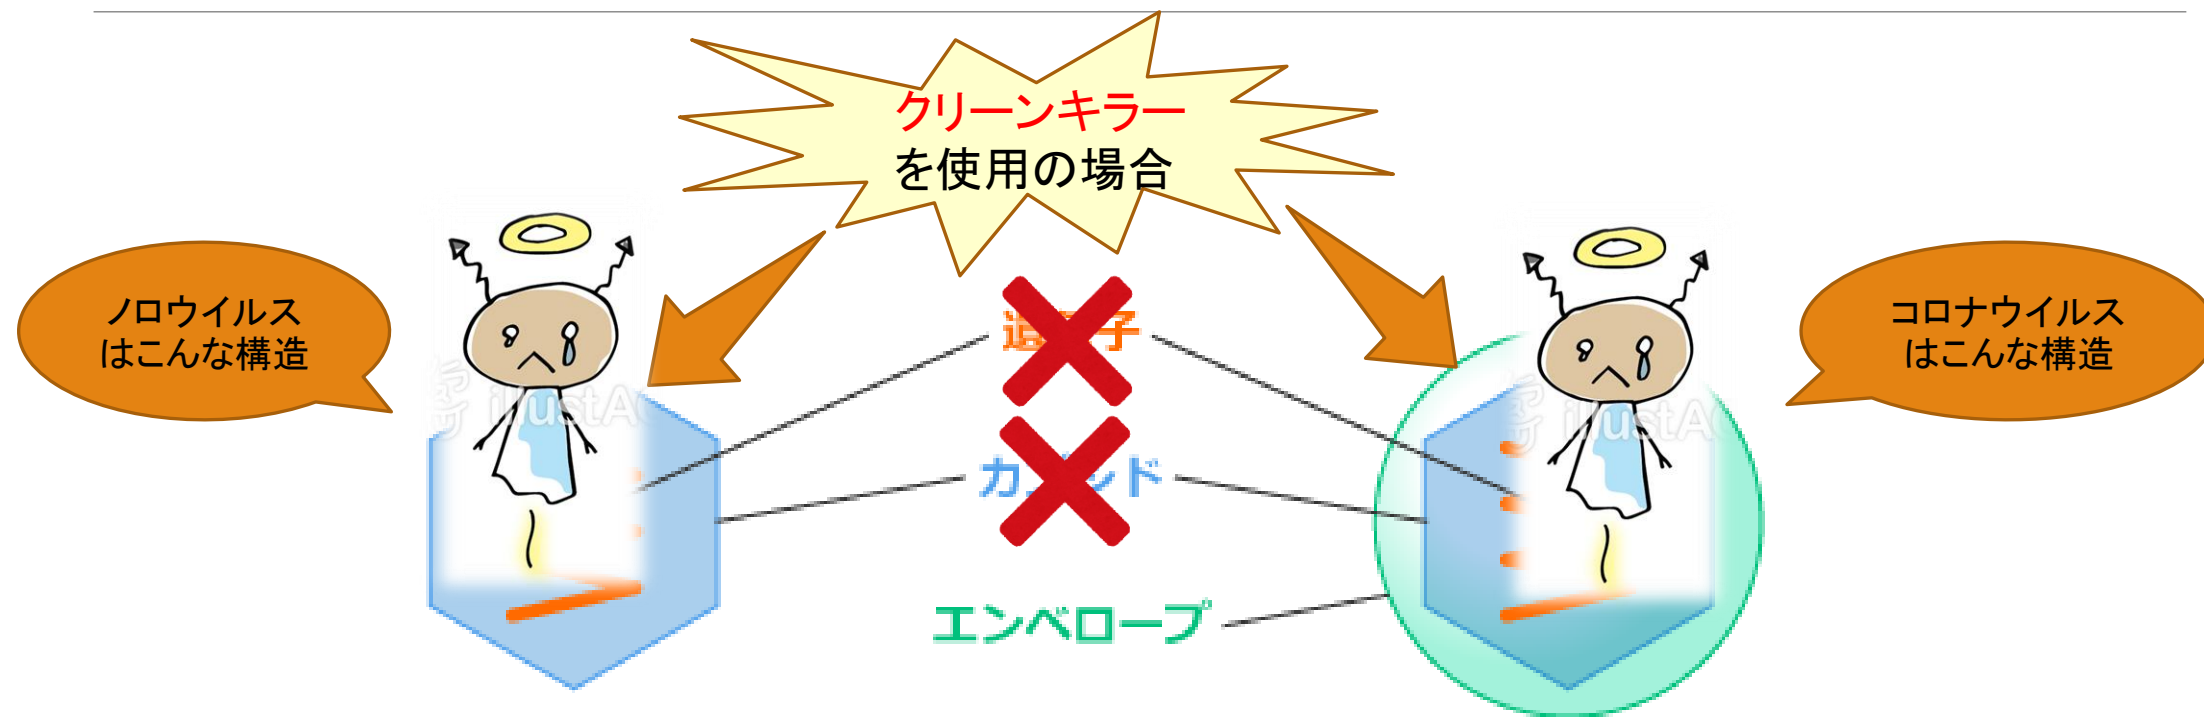 クリーンキラー
を使用の場合
ノロウイルス
はこんな構造
コロナウイルス
はこんな構造
エンベロープ
illustA
illustA